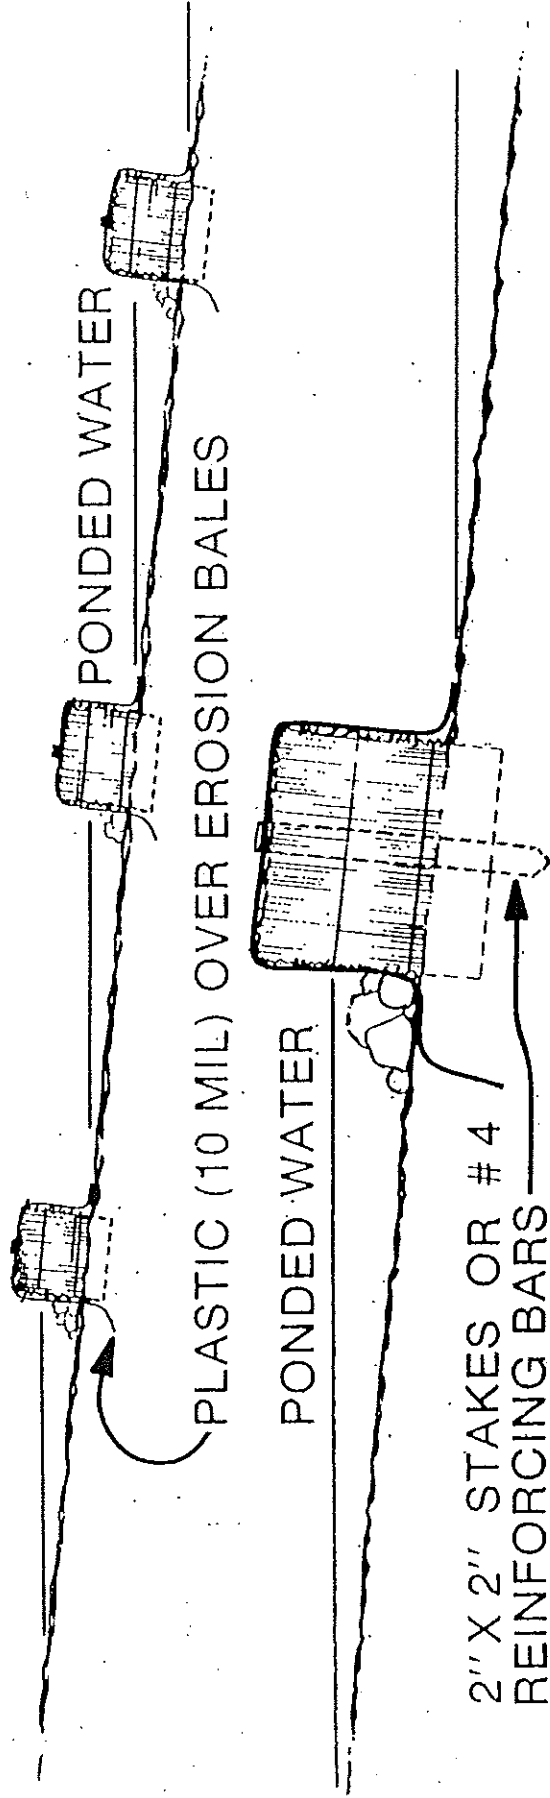 PONDED WATER
PLASTIC (10 MIL) OVER EROSION BALES
PONDED WATER
2" X 2" STAKES OR #4
REINFORCING BARS